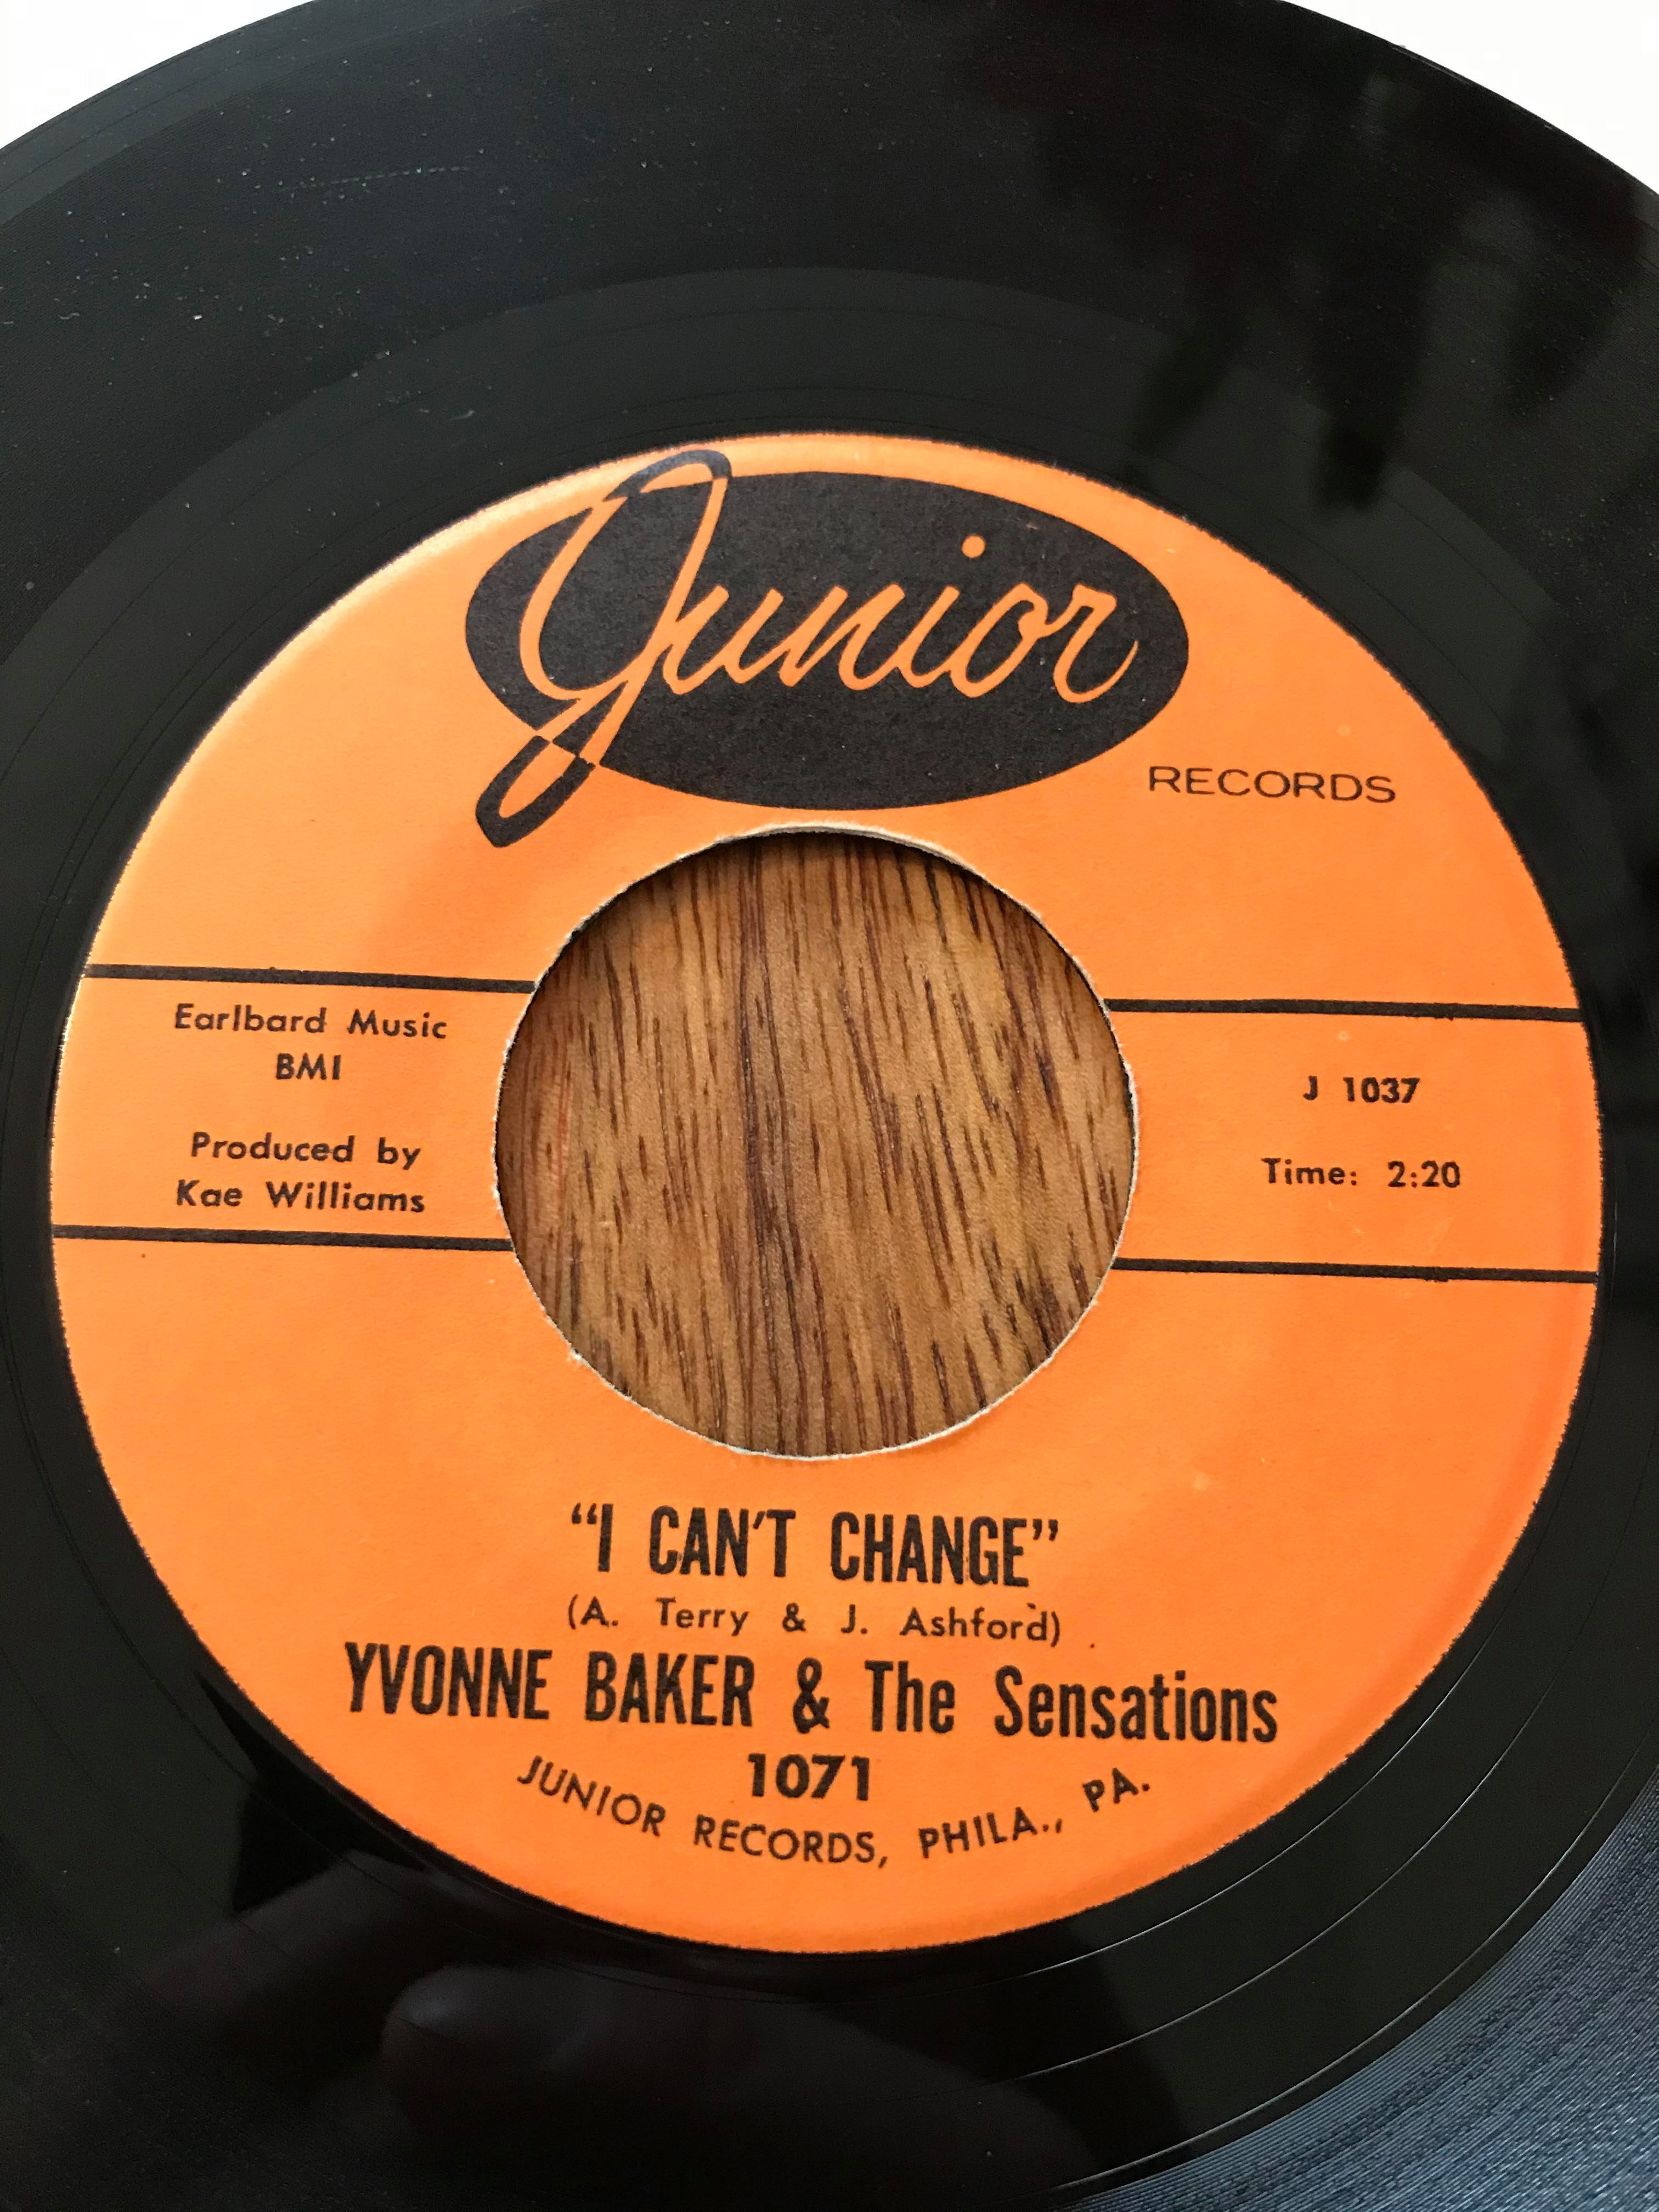 Junior
RECORDS
Earlbard Music
BMI
Produced by
Kae Williams
J 1037
Time: 2:20
“I CAN'T CHANGE”
(A. Terry & J. Ashford)
YVONNE BAKER & The Sensations
1071
JUNIOR RECORDS, PHILA., PA.